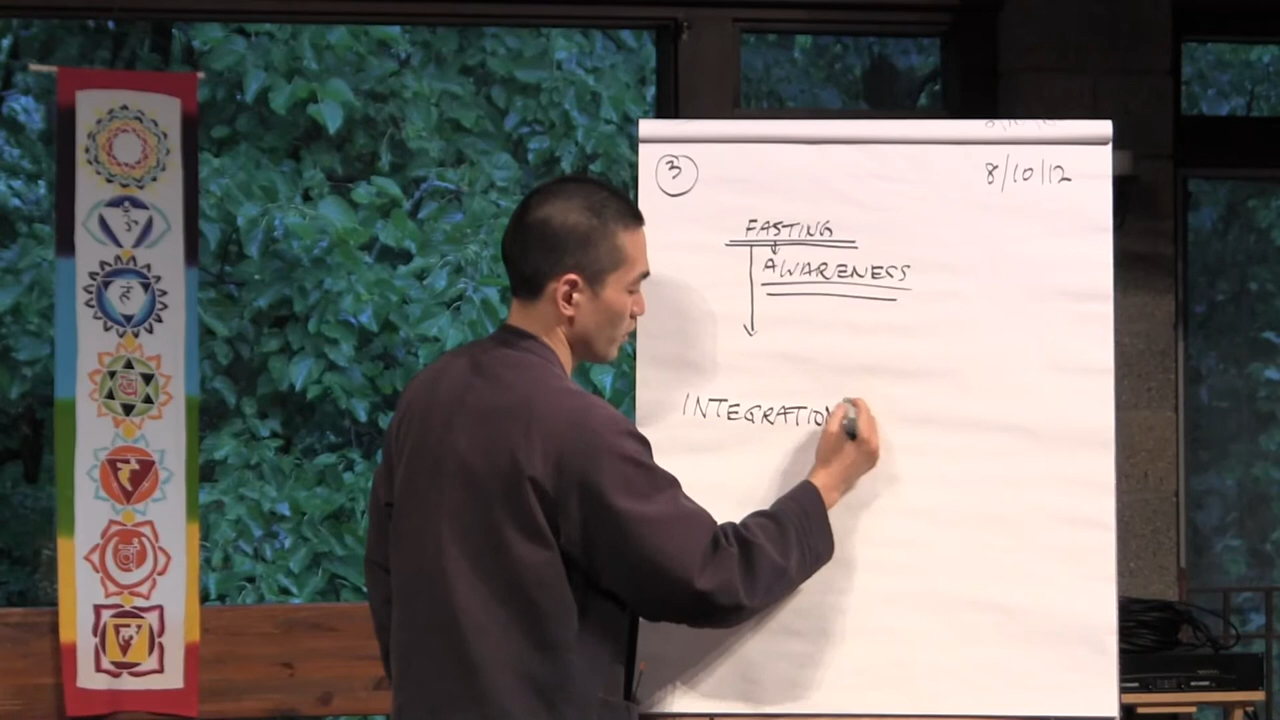 3
8/10/12
FASTING
AWARENESS
INTEGRATION